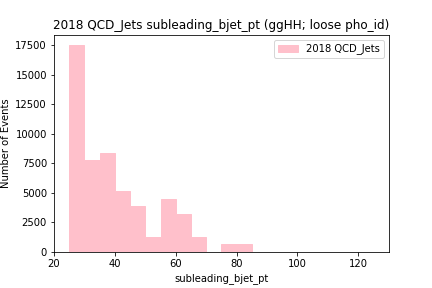 2018 QCD_Jets subleading_bjet_pt (ggHH; loose pho_id)
2018 QCD_Jets
Number of Events
17500
15000
12500
10000
7500
5000
2500
0
20 40 60 80 100 120
subleading_bjet_pt